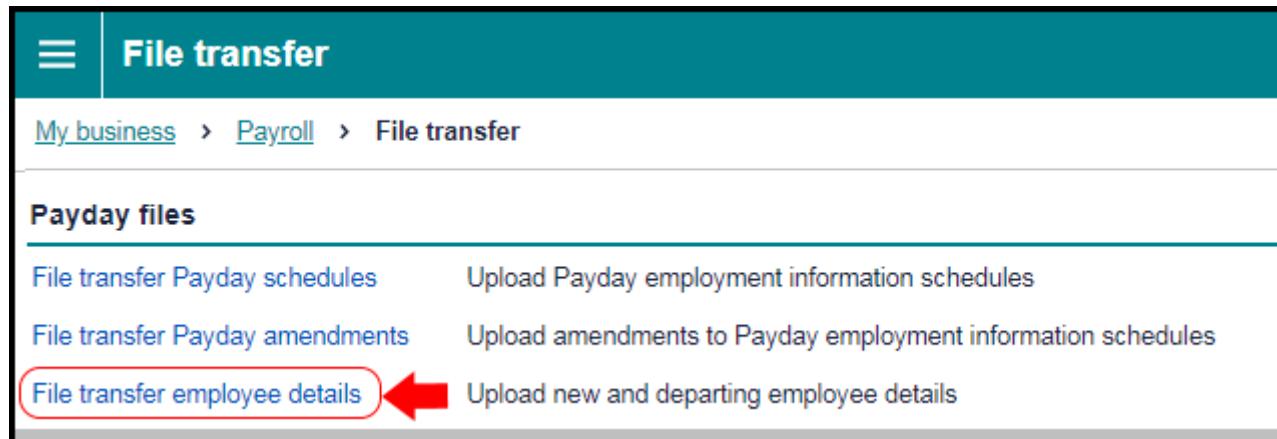 File transfer
My business > Payroll > File transfer
Payday files
File transfer Payday schedules Upload Payday employment information schedules
File transfer Payday amendments Upload amendments to Payday employment information schedules
File transfer employee details Upload new and departing employee details